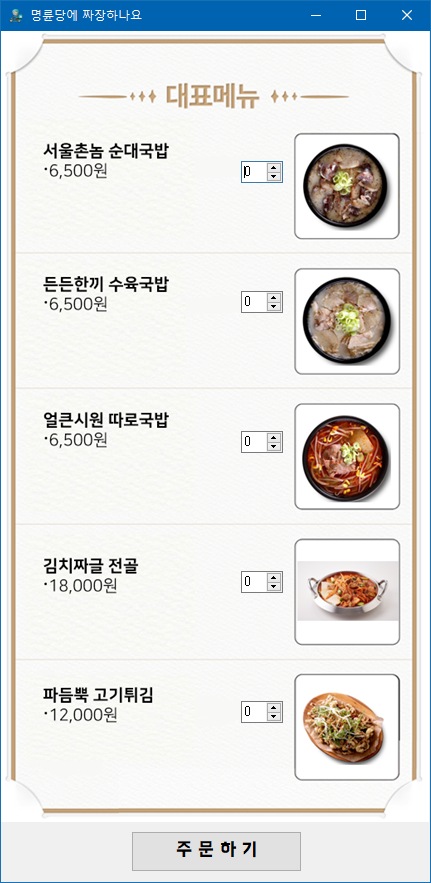 명륜당에 짜장하나요
대표메뉴
서울촌놈 순대국밥
·6,500원
0
든든한끼 수육국밥
·6,500원
0
얼큰시원 따로국밥
·6,500원
0
김치짜글 전골
·18,000원
0
파듬뿍 고기튀김
·12,000원
0
주 문 하 기